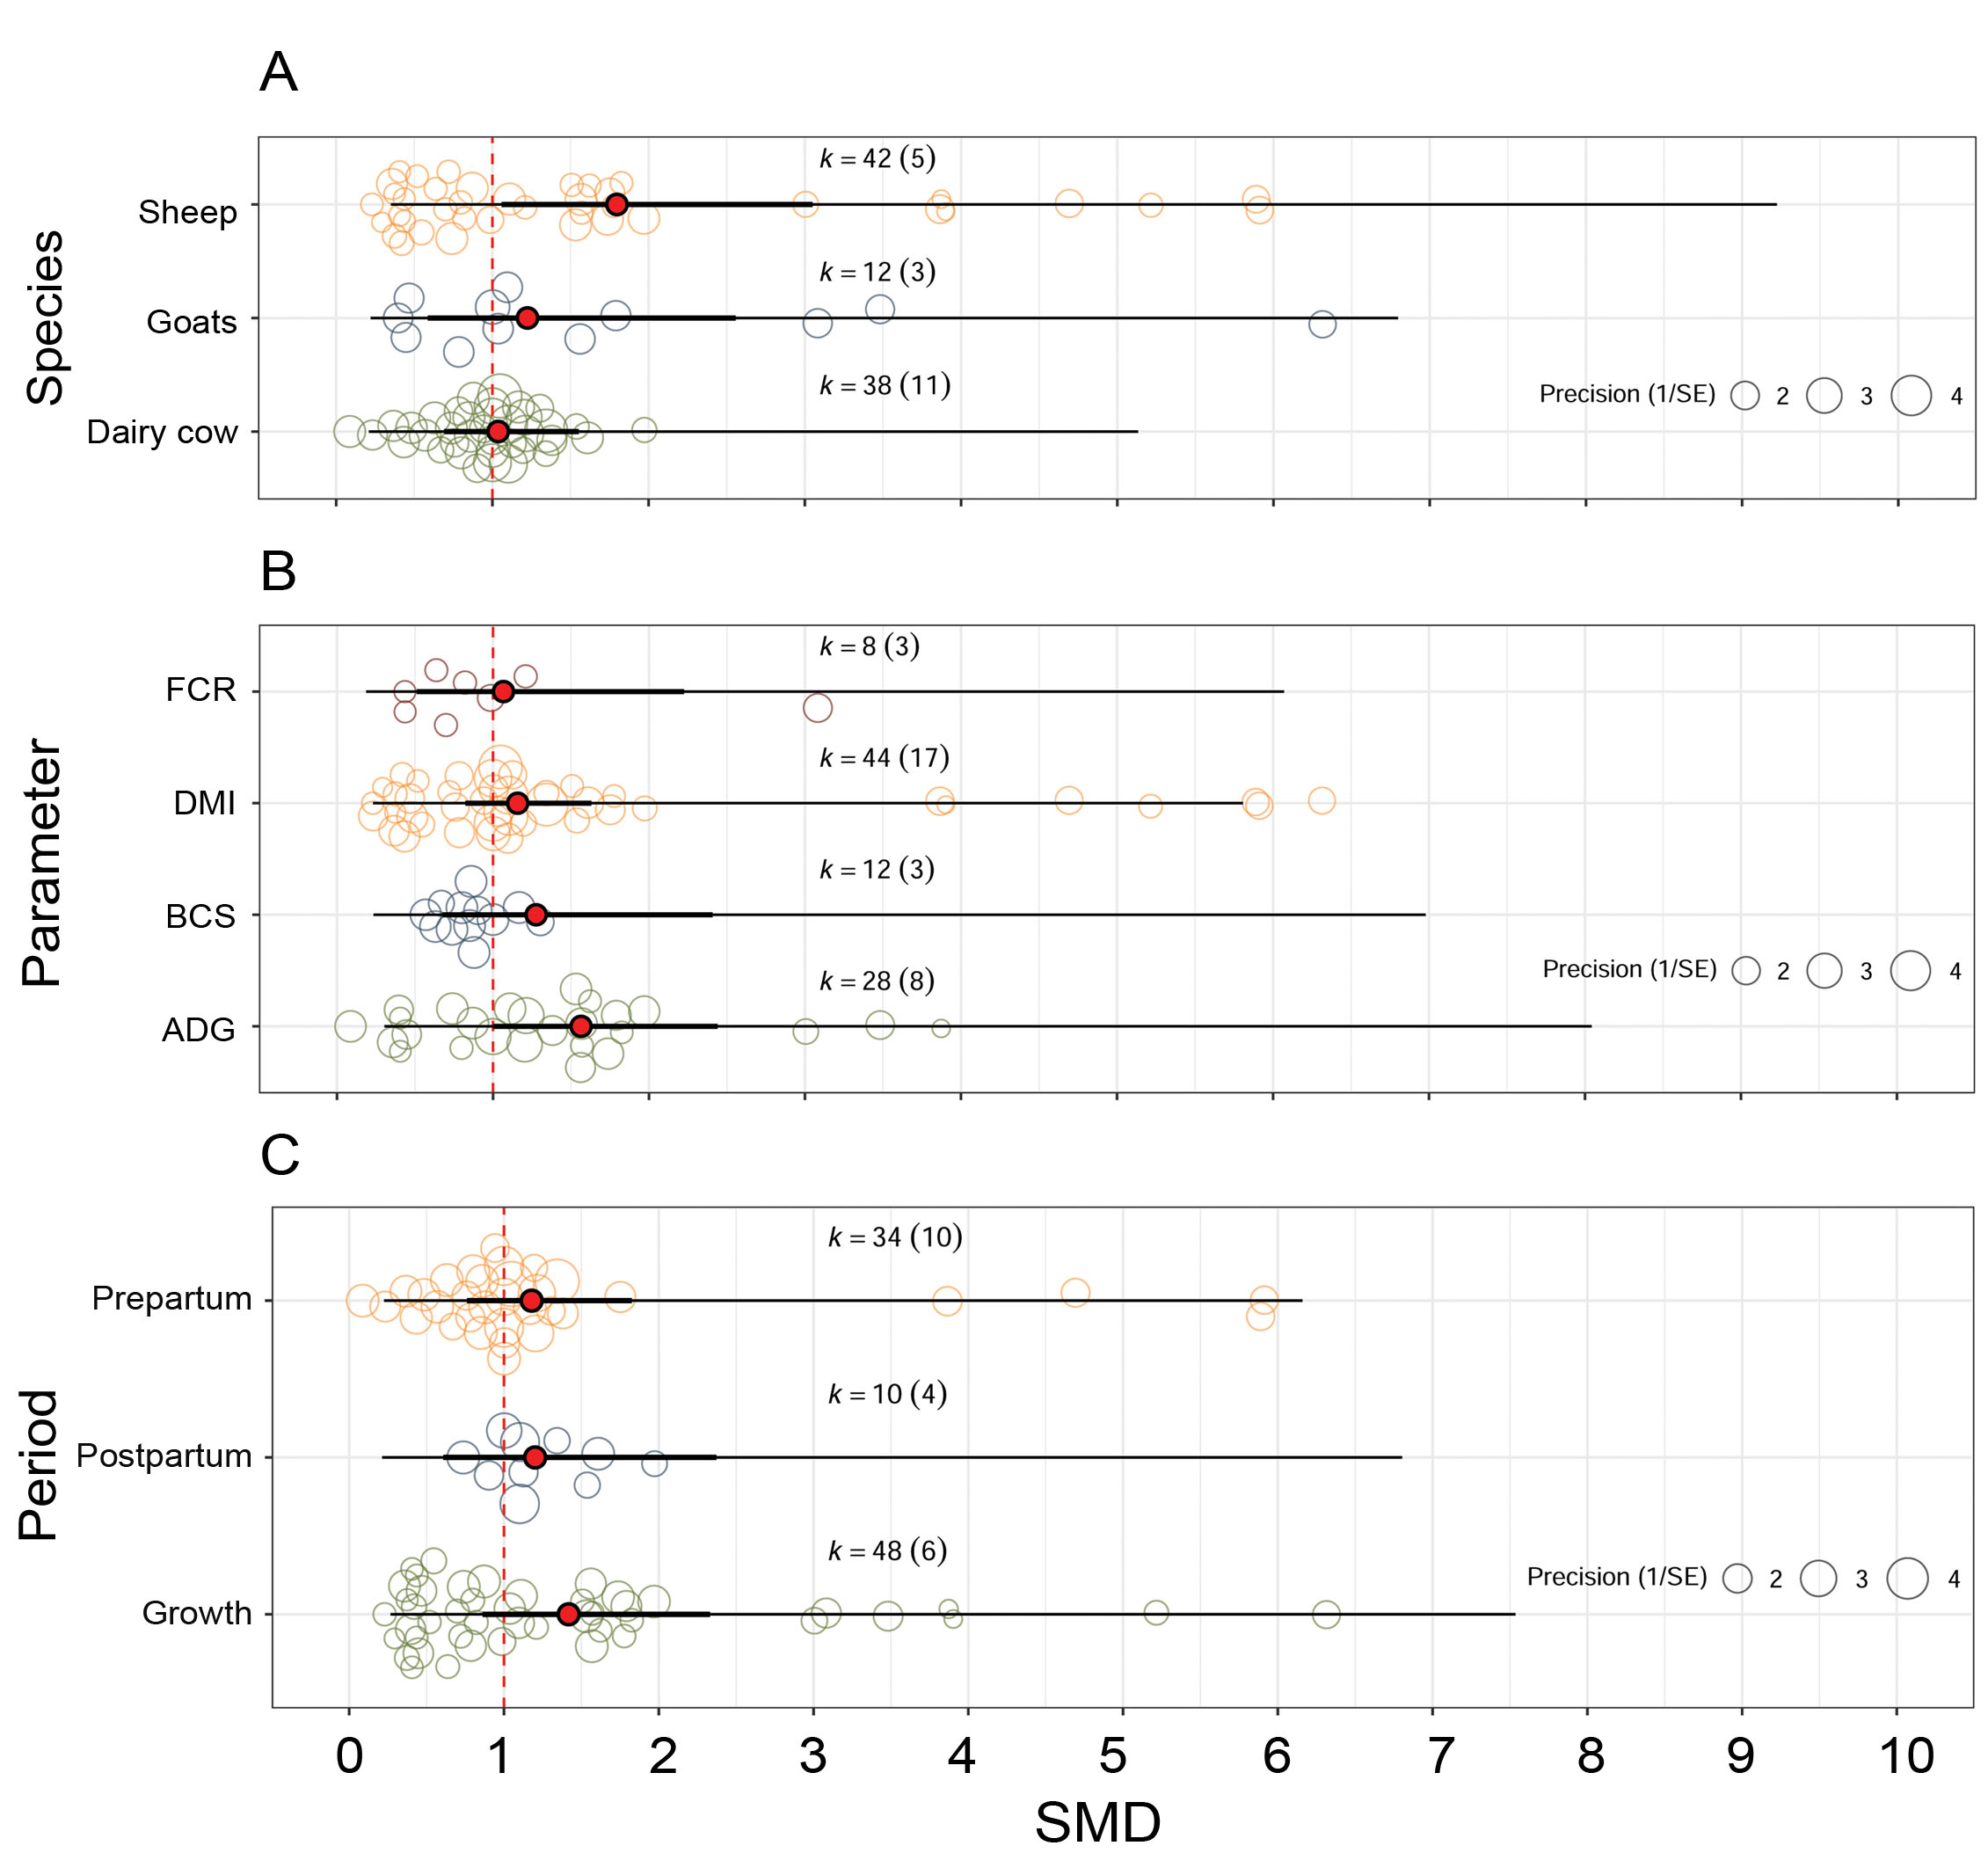 A
Species
Sheep
k = 42 (5)
Goats
k = 12 (3)
Dairy cow
k = 38 (11)
Precision (1/SE) 2 3 4
B
Parameter
FCR
k = 8 (3)
DMI
k = 44 (17)
BCS
k = 12 (3)
Precision (1/SE) 2 3 4
ADG
k = 28 (8)
C
Period
Prepartum
k = 34 (10)
Postpartum
k = 10 (4)
Growth
k = 48 (6)
Precision (1/SE) 2 3 4
0 1 2 3 4 5 6 7 8 9 10
SMD